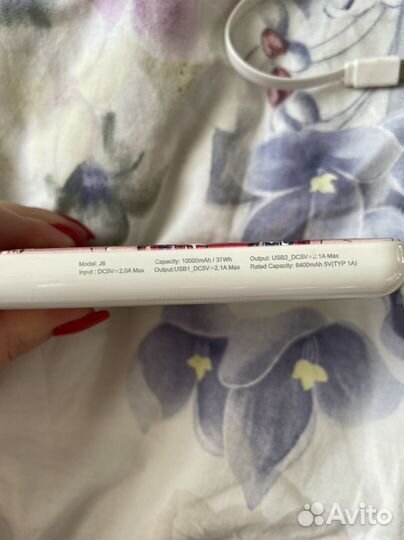 Model. J6 Capacity: 10000mAh / 37Wh Output: USB2_DC5V⎓2.1A Max
Input : DC5V⎓2.0A Max Output:USB1_DC5V⎓2.1A Max Rated Capacity: 6400mAh 5V(TYP 1A)
Avito